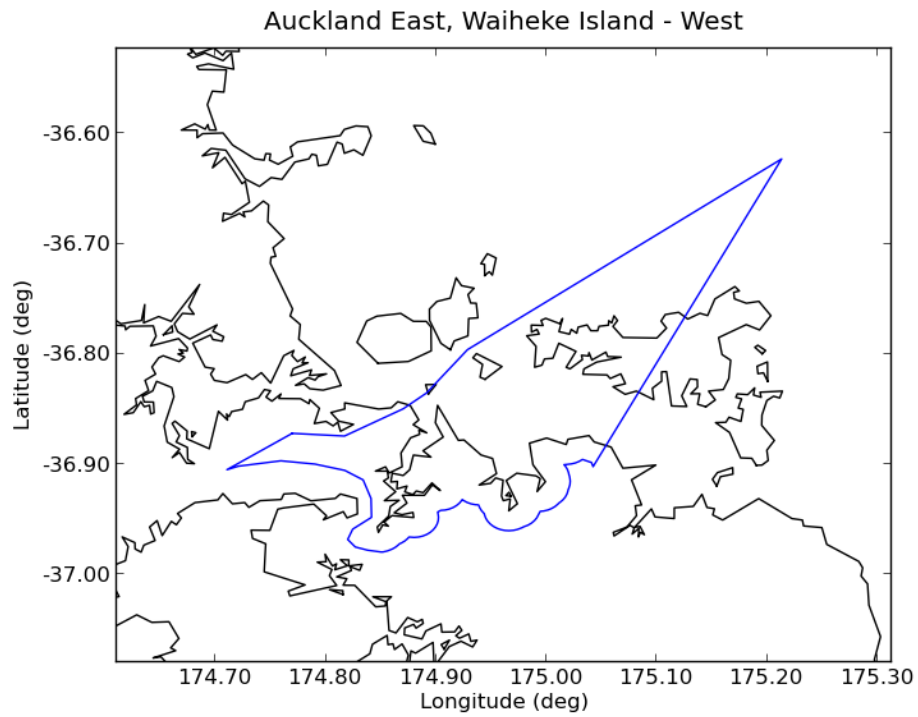 Auckland East, Waiheke Island - West
-36.60
-36.70
-36.80
-36.90
-37.00
Latitude (deg)
174.70 174.80 174.90 175.00 175.10 175.20 175.30
Longitude (deg)